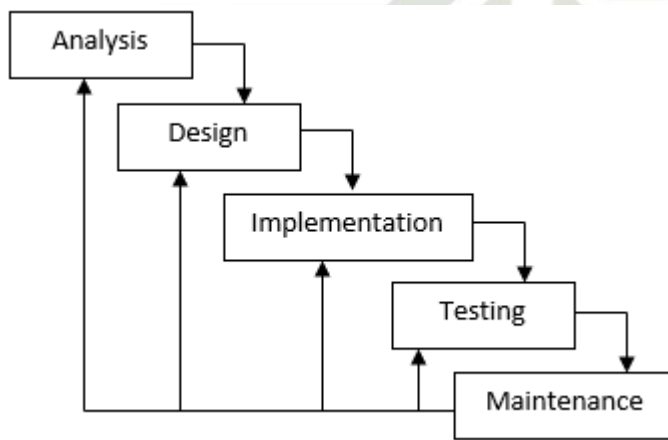 Analysis
Design
Implementation
Testing
Maintenance